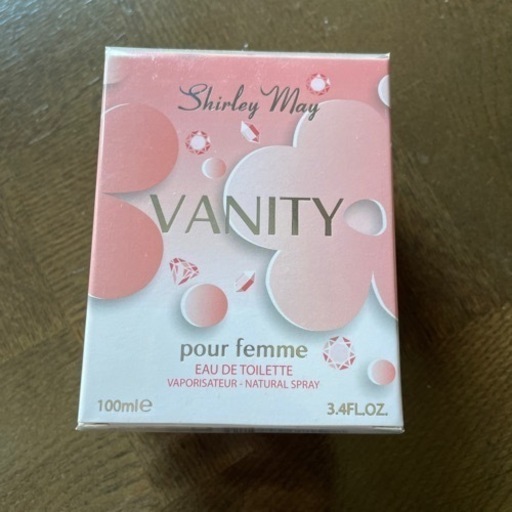 Shirley May
VANITY
pour femme
EAU DE TOILETTE
VAPORISATEUR - NATURAL SPRAY
100ml℮ 3.4FL.OZ.